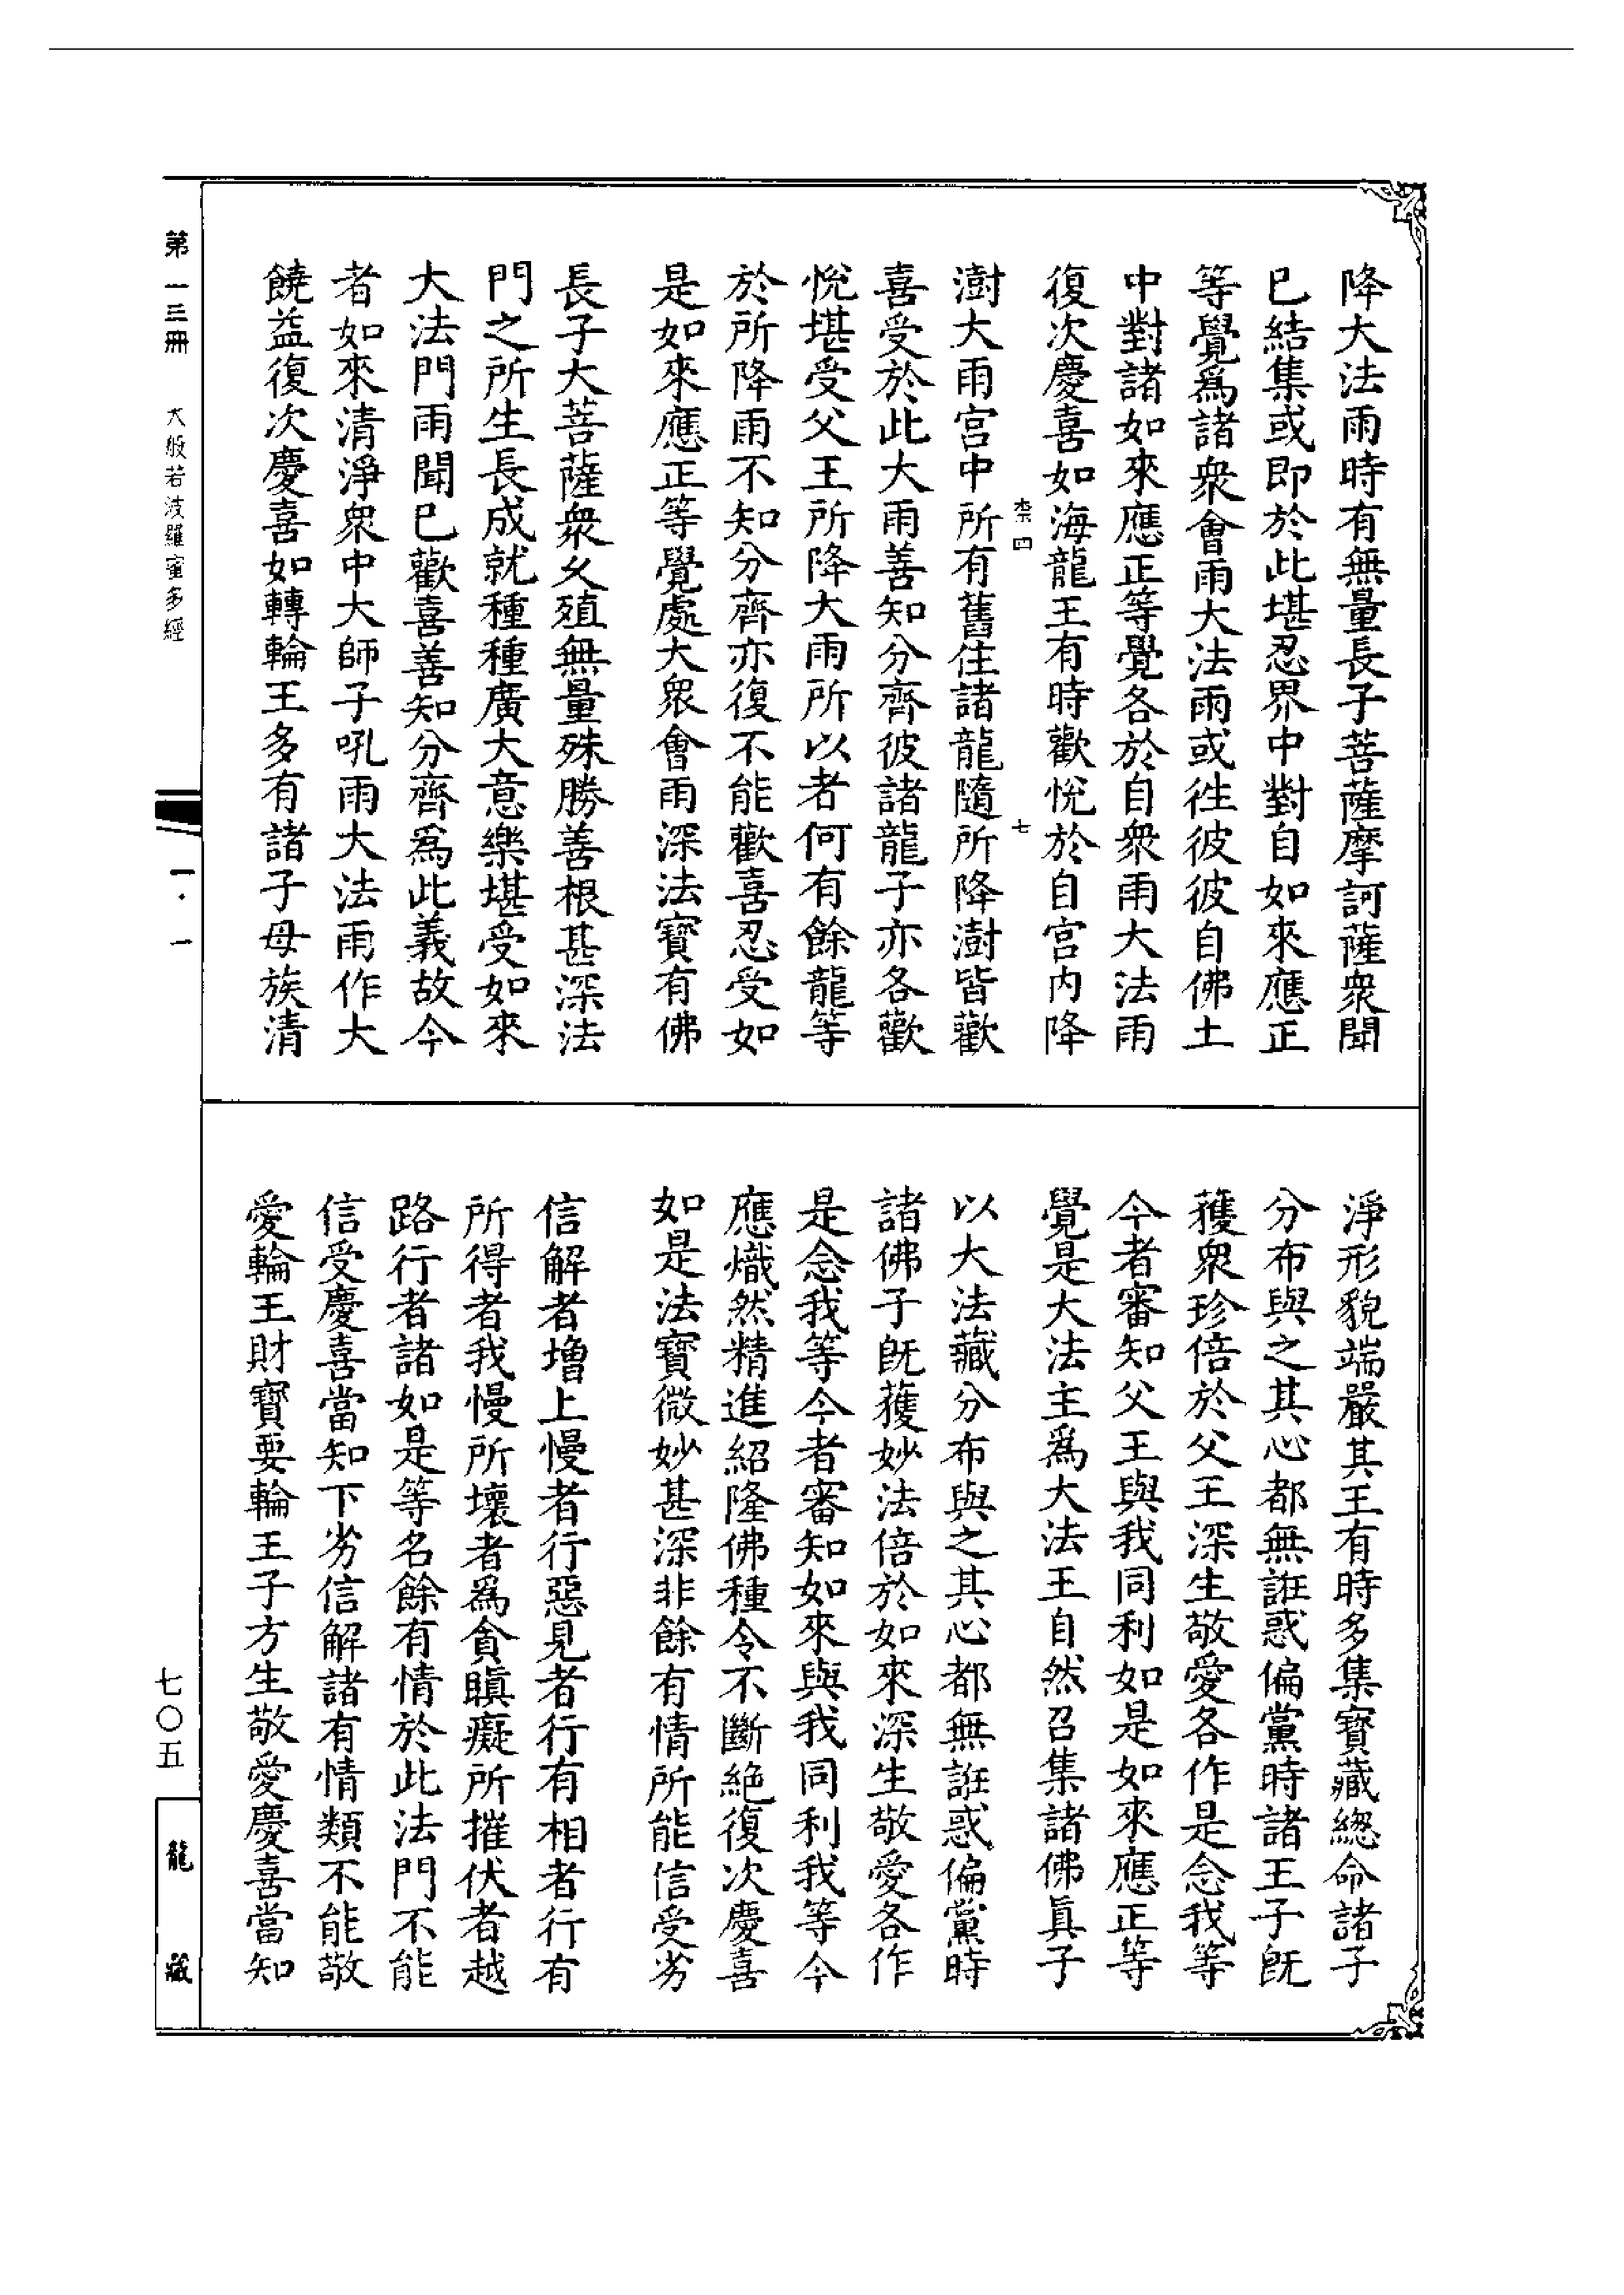 降大法雨時有無量長子菩薩摩訶薩衆聞
已結集或即於此堪忍界中對自如來應正
等覺爲諸衆會雨大法雨或往彼彼自佛土
中對諸如來應正等覺各於自衆雨大法雨
復次慶喜如海龍王有時歡悅於自宮内降
柰四 七
澍大雨宮中所有舊住諸龍隨所降澍皆歡
喜受於此大雨善知分齊彼諸龍子亦各歡
悅堪受父王所降大雨所以者何有餘龍等
於所降雨不知分齊亦復不能歡喜忍受如
是如來應正等覺處大衆會雨深法寶有佛
長子大菩薩衆久殖無量殊勝善根甚深法
門之所生長成就種種廣大意樂堪受如來
大法門雨聞已歡喜善知分齊爲此義故今
者如來清淨衆中大師子吼雨大法雨作大
饒益復次慶喜如轉輪王多有諸子母族清
淨形貌端嚴其王有時多集寶藏總命諸子
分布與之其心都無誑惑偏黨時諸王子旣
獲衆珍倍於父王深生敬愛各作是念我等
今者審知父王與我同利如是如來應正等
覺是大法主爲大法王自然召集諸佛眞子
以大法藏分布與之其心都無誑惑偏黨時
諸佛子旣獲妙法倍於如來深生敬愛各作
是念我等今者審知如來與我同利我等今
應熾然精進紹隆佛種令不斷絶復次慶喜
如是法寶微妙甚深非餘有情所能信受劣
信解者增上慢者行惡見者行有相者行有
所得者我慢所壞者爲貪瞋癡所摧伏者越
路行者諸如是等名餘有情於此法門不能
信受慶喜當知下劣信解諸有情類不能敬
愛輪王財寶要輪王子方生敬愛慶喜當知
第一三冊 大般若波羅蜜多經 一·一 七〇五 龍藏